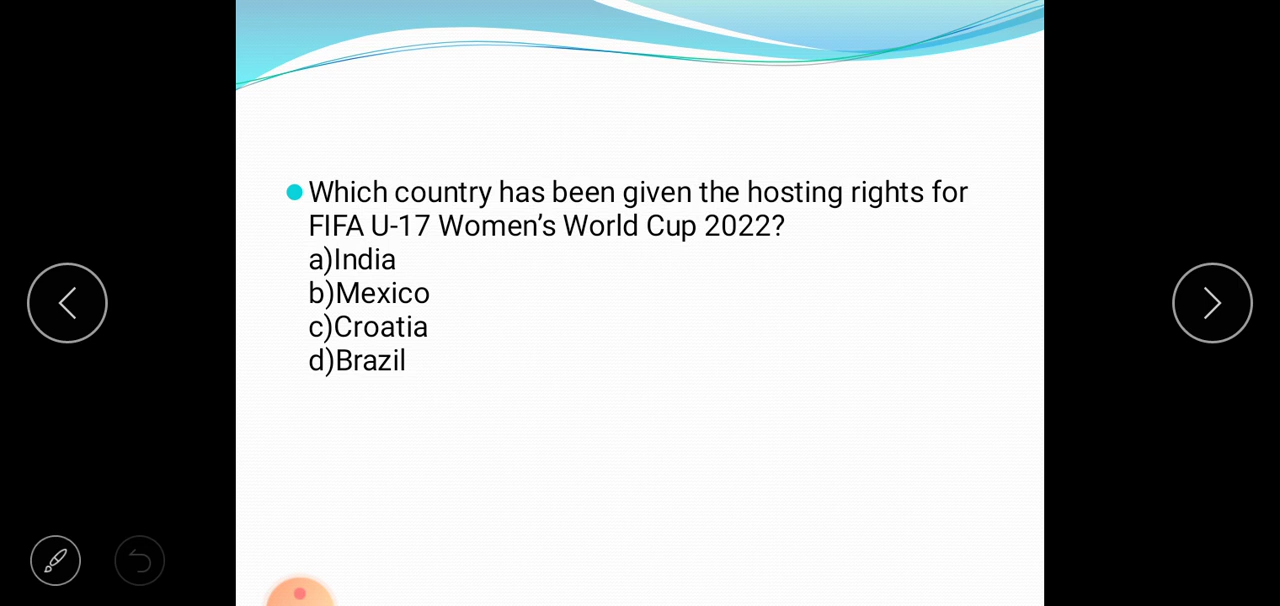 Which country has been given the hosting rights for
FIFA U-17 Women’s World Cup 2022?
a)India
b)Mexico
c)Croatia
d)Brazil